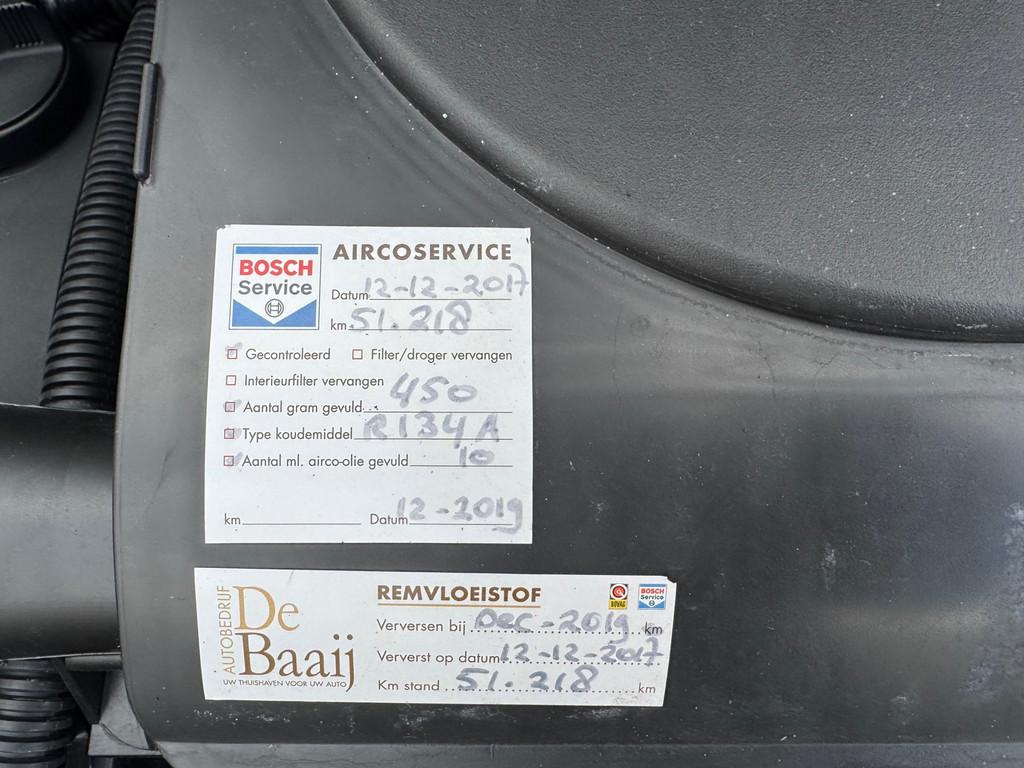 AIRCOSERVICE
BOSCH
Service
Datum 12-12-2017
km 51.218
Gecontroleerd Filter/droger vervangen
Interieurfilter vervangen
Aantal gram gevuld 450
Type koudemiddel R134A
Aantal ml. airco-olie gevuld 10
km Datum 12-2019
AUTOBEDRIJF
De
Baaij
UW THUISHAVEN VOOR UW AUTO
REMVLOEISTOF
BOVAG
BOSCH
Service
Verversen bij Dec-2019 km
Ververst op datum 12-12-2017
Km stand 51.218 km